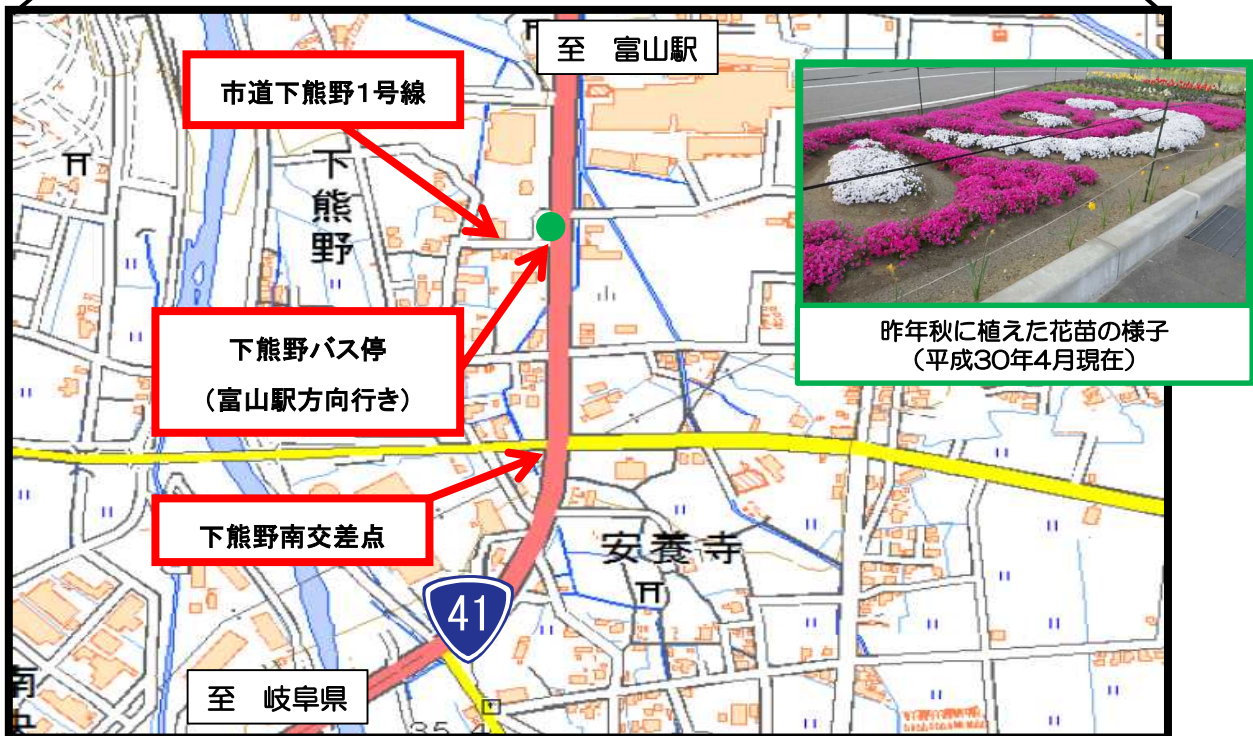 至 富山駅
市道下熊野1号線
下熊野
下熊野バス停
(富山駅方向行き)
昨年秋に植えた花苗の様子
(平成30年4月現在)
下熊野南交差点
安養寺
41
至 岐阜県